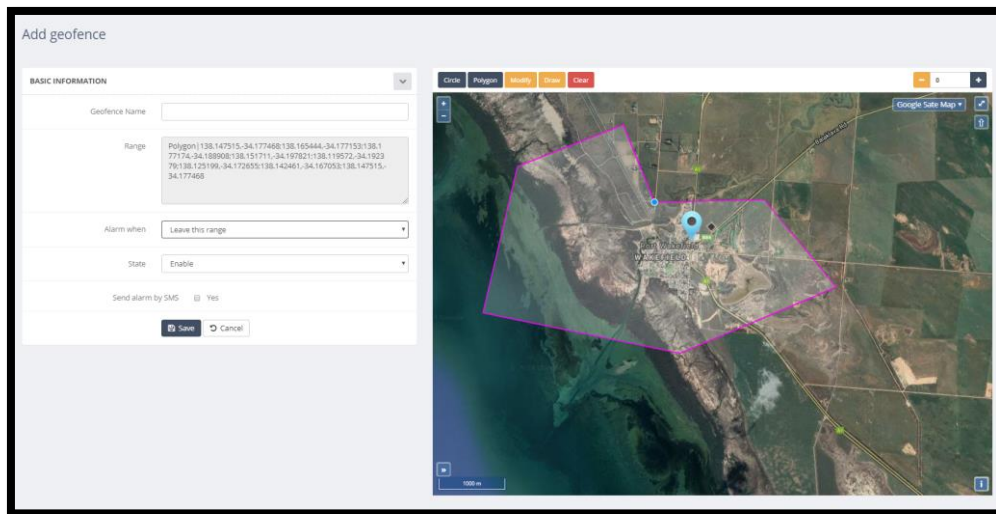 Add geofence
BASIC INFORMATION
Geofence Name
Range
Polygon|138.147515,-34.177468;138.165444,-34.177153;138.1
77174,-34.188908;138.151711,-34.197821;138.119572,-34.1923
79;138.125199,-34.172655;138.142461,-34.167053;138.147515,-
34.177468
Alarm when
Leave this range
State
Enable
Send alarm by SMS
Yes
Save
Cancel
Circle
Polygon
Modify
Draw
Clear
-
8
+
+
-
Google Sate Map
Port Wakefield
WAKEFIELD
»
1000 m
i